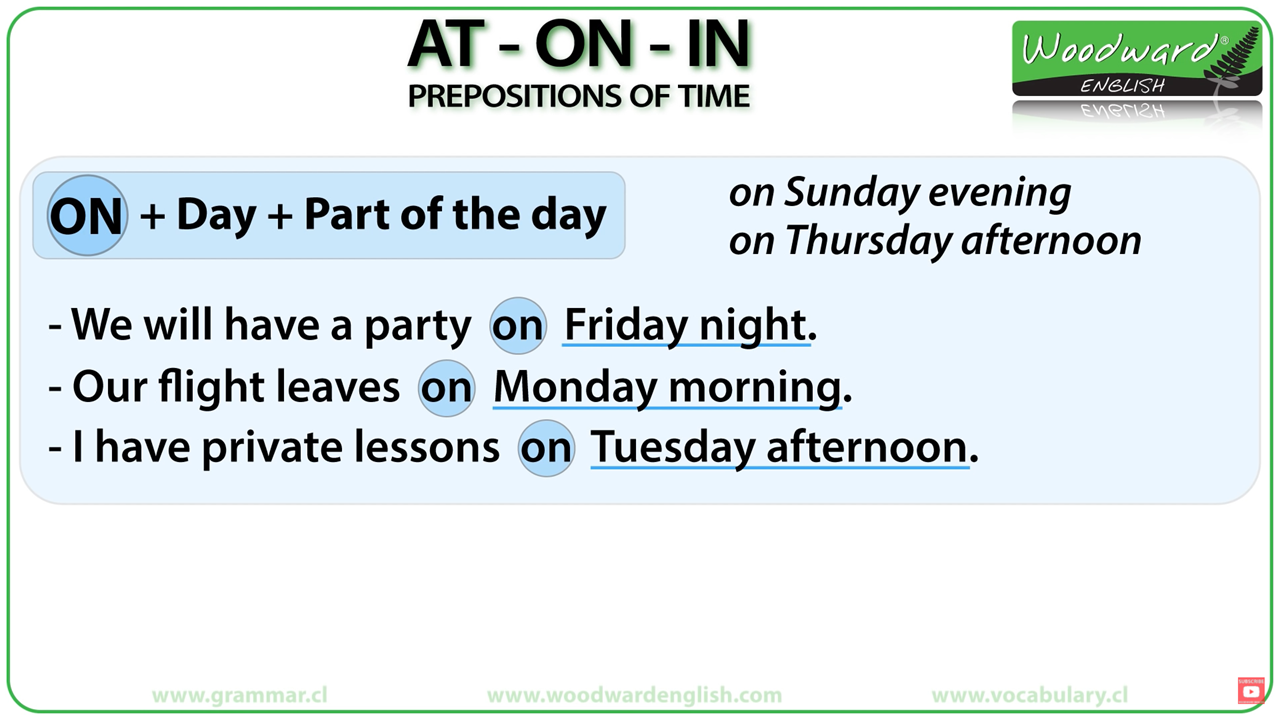 AT - ON - IN
PREPOSITIONS OF TIME
Woodward®
ENGLISH
ON + Day + Part of the day
on Sunday evening
on Thursday afternoon
- We will have a party on Friday night.
- Our flight leaves on Monday morning.
- I have private lessons on Tuesday afternoon.
www.grammar.cl
www.woodwardenglish.com
www.vocabulary.cl
SUBSCRIBE